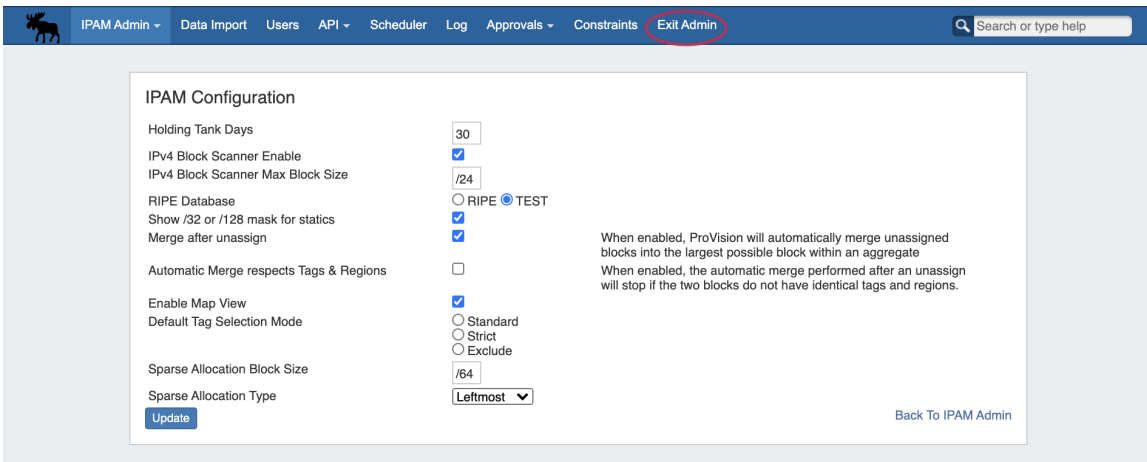 IPAM Admin Data Import Users API Scheduler Log Approvals Constraints Exit Admin Search or type help
IPAM Configuration
Holding Tank Days 30
IPv4 Block Scanner Enable
IPv4 Block Scanner Max Block Size /24
RIPE Database RIPE TEST
Show /32 or /128 mask for statics
Merge after unassign When enabled, ProVision will automatically merge unassigned
blocks into the largest possible block within an aggregate
Automatic Merge respects Tags & Regions When enabled, the automatic merge performed after an unassign
will stop if the two blocks do not have identical tags and regions.
Enable Map View
Default Tag Selection Mode Standard
Strict
Exclude
Sparse Allocation Block Size /64
Sparse Allocation Type Leftmost
Update Back To IPAM Admin